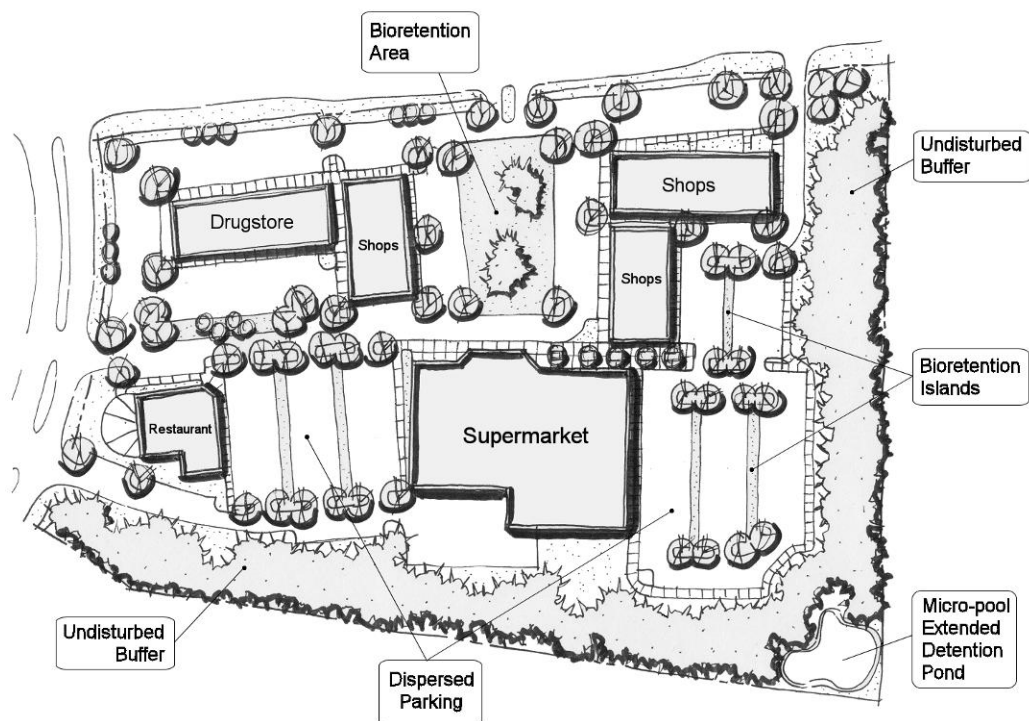 Bioretention
Area
Undisturbed
Buffer
Shops
Drugstore
Shops
Shops
Bioretention
Islands
Restaurant
Supermarket
Undisturbed
Buffer
Dispersed
Parking
Micro-pool
Extended
Detention
Pond